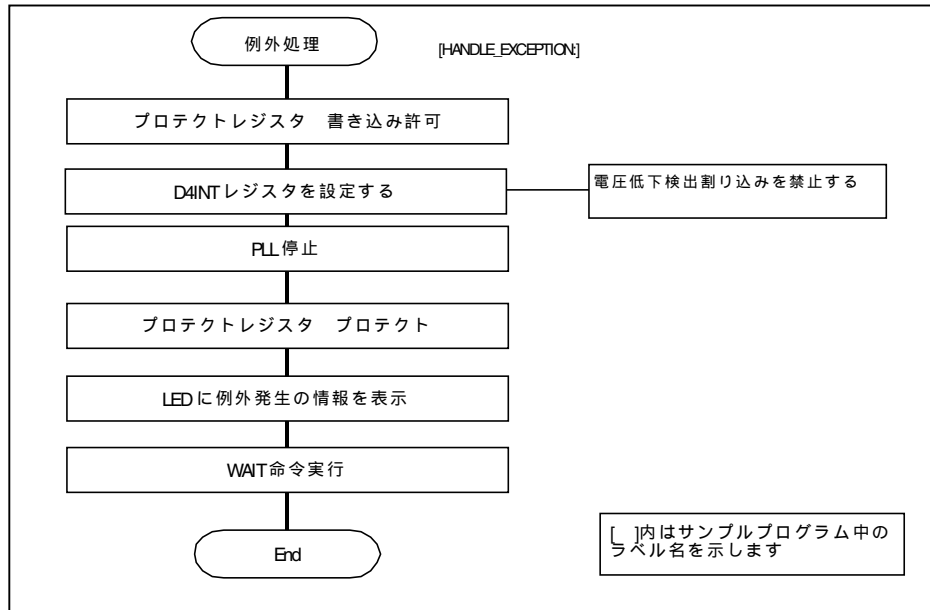 例外処理
[HANDLE_EXCEPTION:]
プロテクトレジスタ　書き込み許可
D4INTレジスタを設定する
電圧低下検出割り込みを禁止する
PLL停止
プロテクトレジスタ　プロテクト
LEDに例外発生の情報を表示
WAIT命令実行
End
[　]内はサンプルプログラム中の
ラベル名を示します